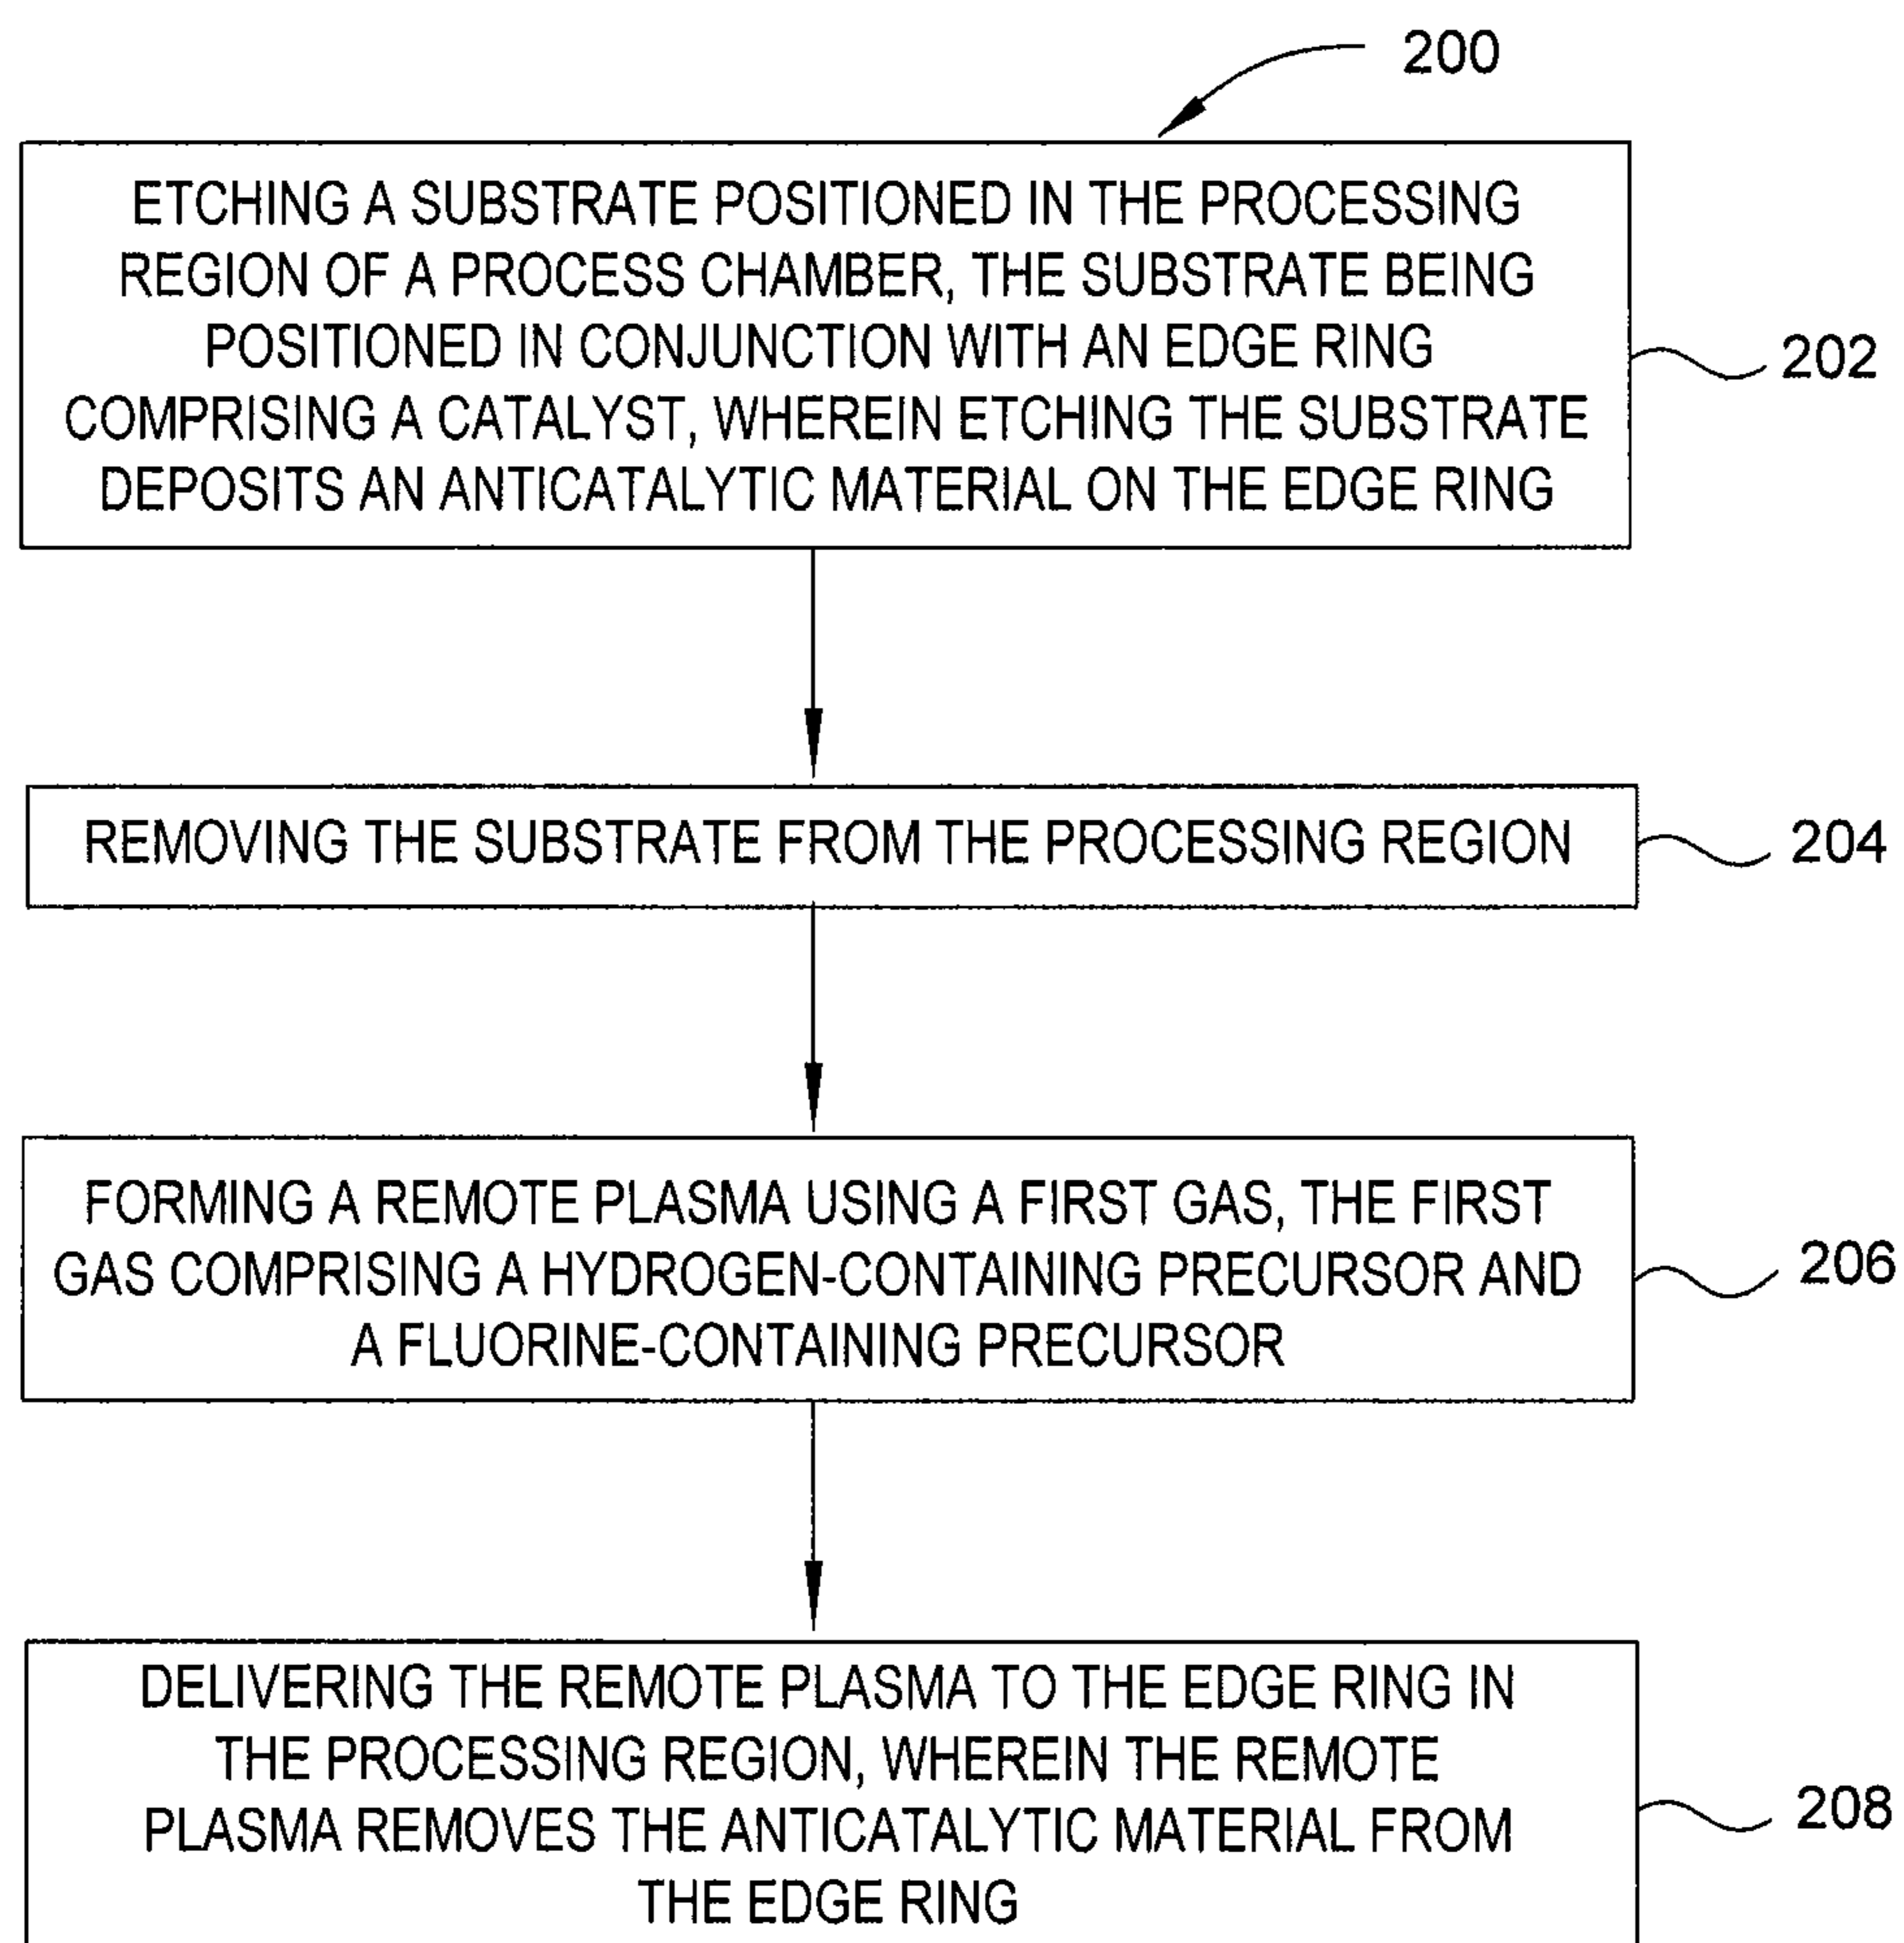 200
ETCHING A SUBSTRATE POSITIONED IN THE PROCESSING
REGION OF A PROCESS CHAMBER, THE SUBSTRATE BEING
POSITIONED IN CONJUNCTION WITH AN EDGE RING
COMPRISING A CATALYST, WHEREIN ETCHING THE SUBSTRATE
DEPOSITS AN ANTICATALYTIC MATERIAL ON THE EDGE RING
202
REMOVING THE SUBSTRATE FROM THE PROCESSING REGION
204
FORMING A REMOTE PLASMA USING A FIRST GAS, THE FIRST
GAS COMPRISING A HYDROGEN-CONTAINING PRECURSOR AND
A FLUORINE-CONTAINING PRECURSOR
206
DELIVERING THE REMOTE PLASMA TO THE EDGE RING IN
THE PROCESSING REGION, WHEREIN THE REMOTE
PLASMA REMOVES THE ANTICATALYTIC MATERIAL FROM
THE EDGE RING
208